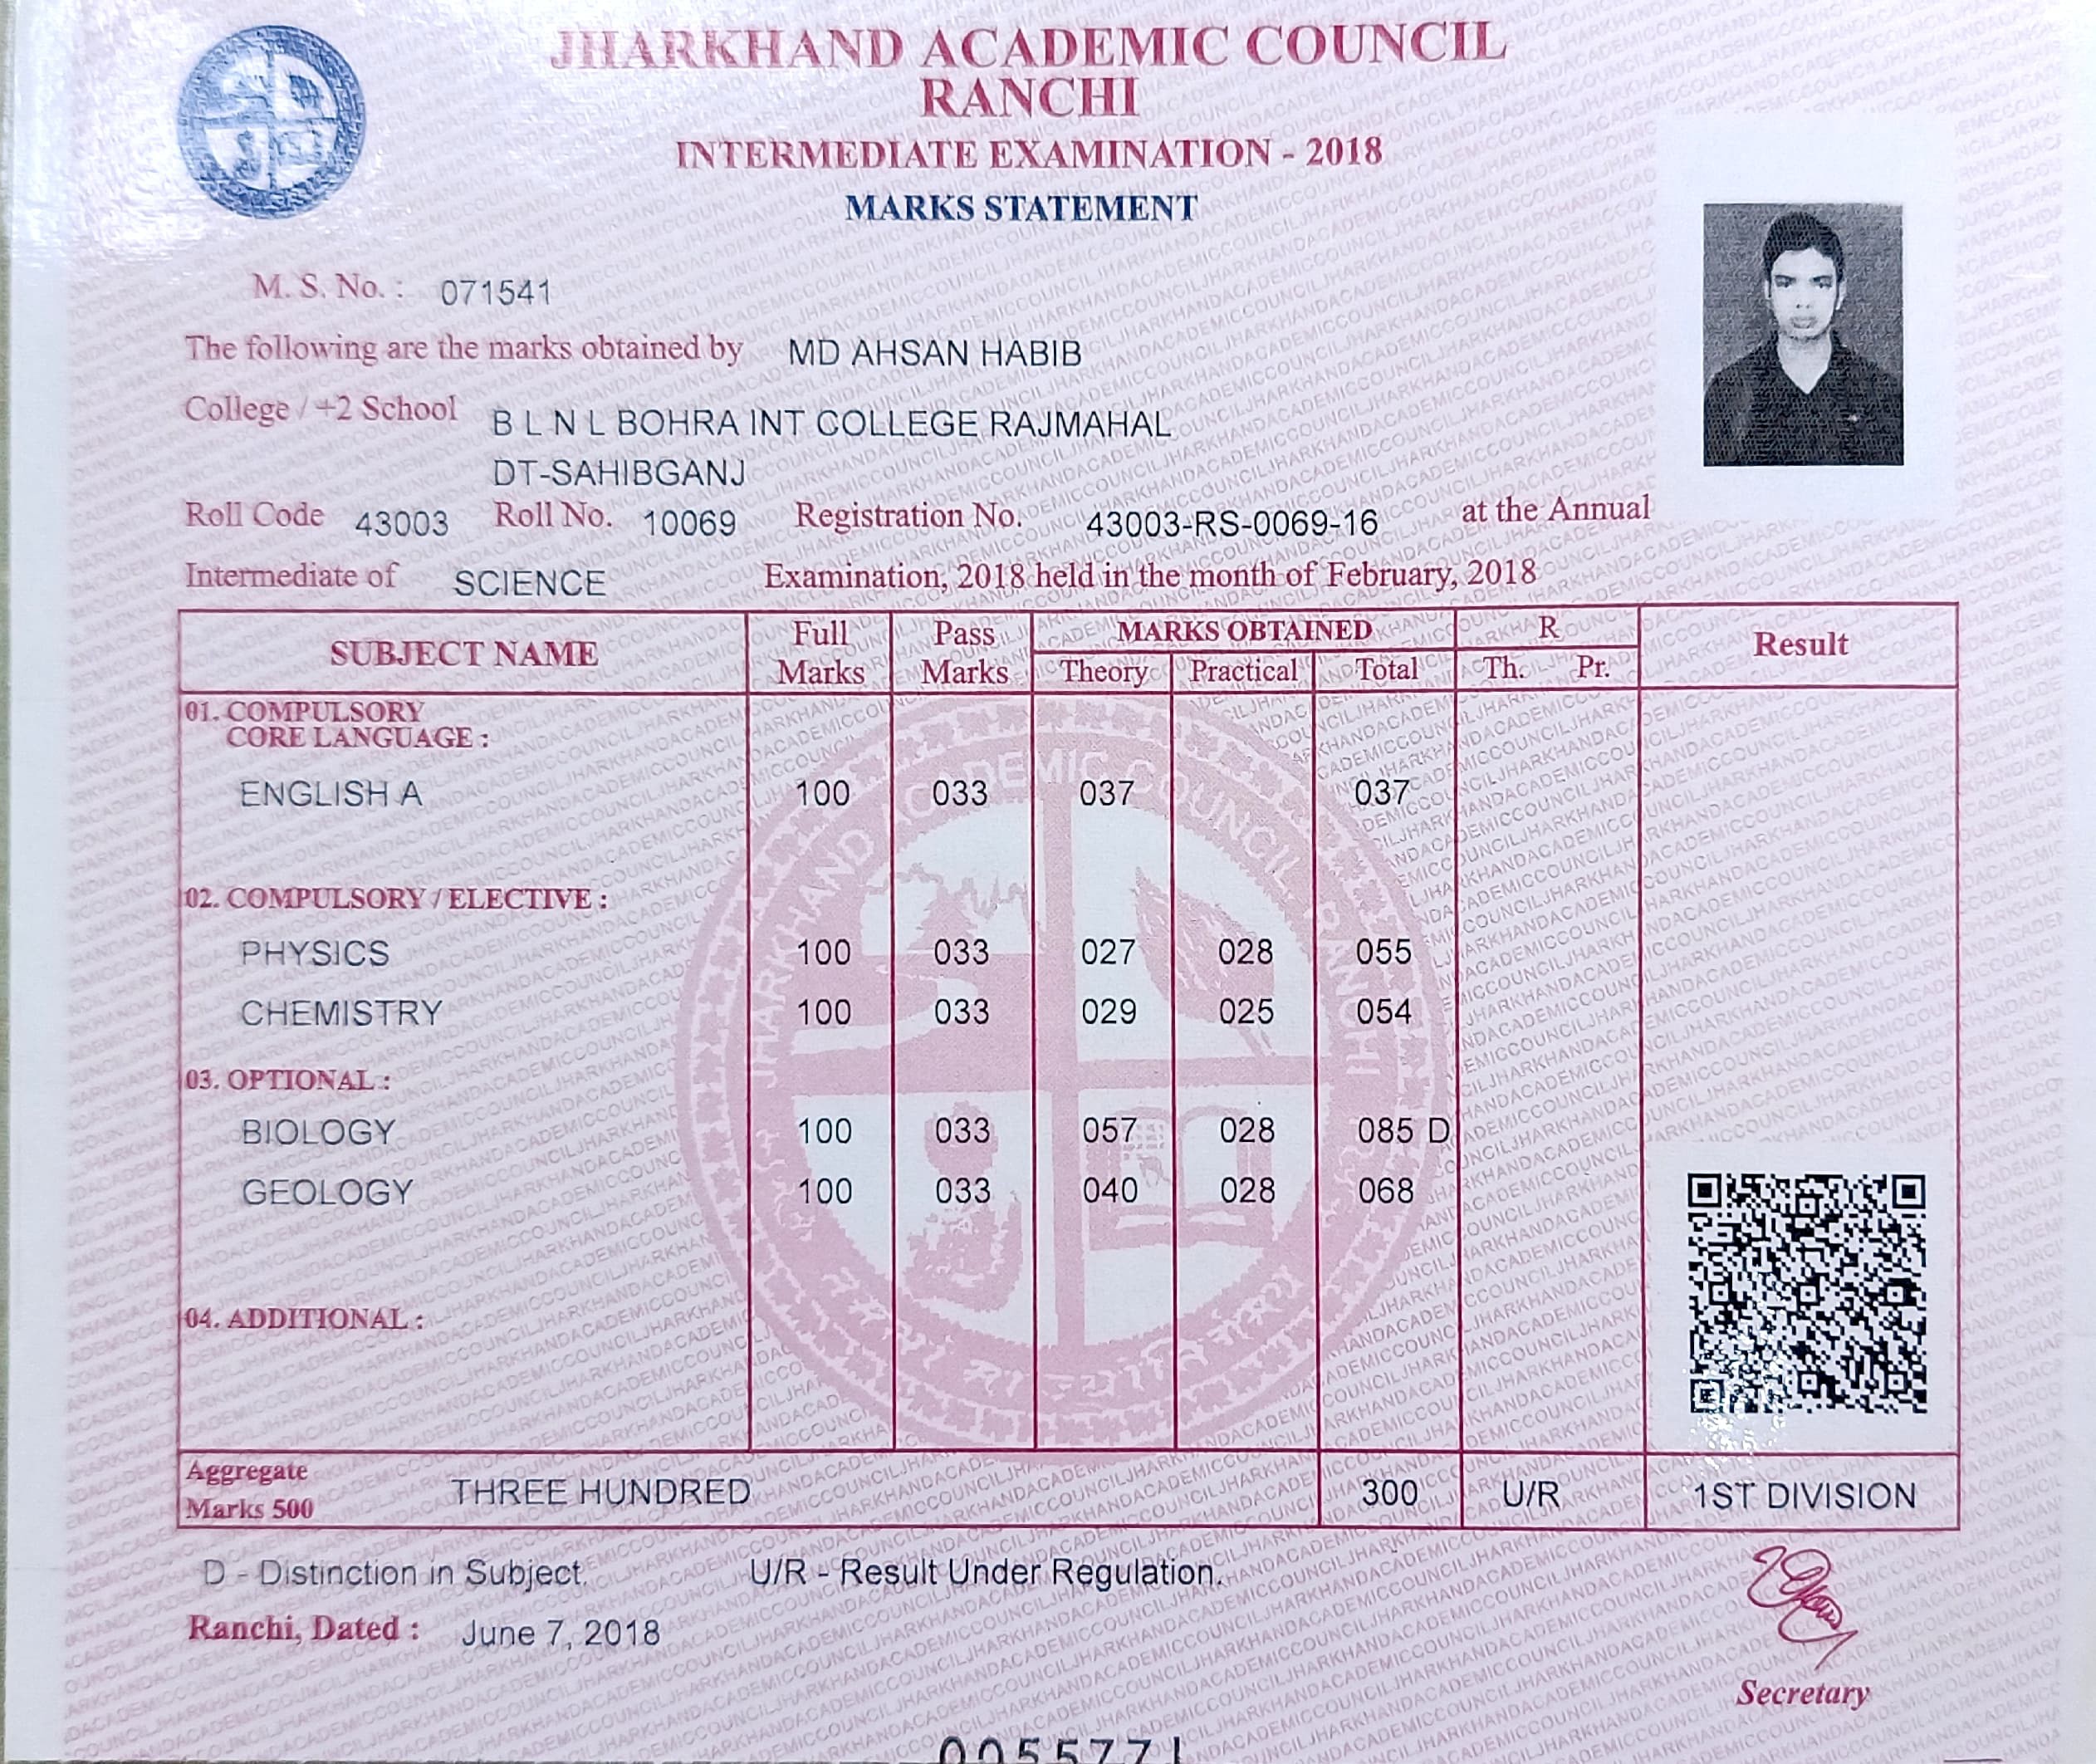 JHARKHAND ACADEMIC COUNCIL
RANCHI
INTERMEDIATE EXAMINATION - 2018
MARKS STATEMENT
M. S. No. : 071541
The following are the marks obtained by MD AHSAN HABIB
College / +2 School B L N L BOHRA INT COLLEGE RAJMAHAL
DT-SAHIBGANJ
Roll Code 43003 Roll No. 10069 Registration No. 43003-RS-0069-16 at the Annual
Intermediate of SCIENCE Examination, 2018 held in the month of February, 2018
SUBJECT NAME Full Marks Pass Marks MARKS OBTAINED R Result
Theory Practical Total Th. Pr.
01. COMPULSORY
CORE LANGUAGE :
ENGLISH A 100 033 037 037
02. COMPULSORY / ELECTIVE :
PHYSICS 100 033 027 028 055
CHEMISTRY 100 033 029 025 054
03. OPTIONAL :
BIOLOGY 100 033 057 028 085 D
GEOLOGY 100 033 040 028 068
04. ADDITIONAL :
JHARKHAND ACADEMIC COUNCIL RANCHI
Aggregate
Marks 500 THREE HUNDRED 300 U/R 1ST DIVISION
D - Distinction in Subject. U/R - Result Under Regulation.
Ranchi, Dated : June 7, 2018
Secretary